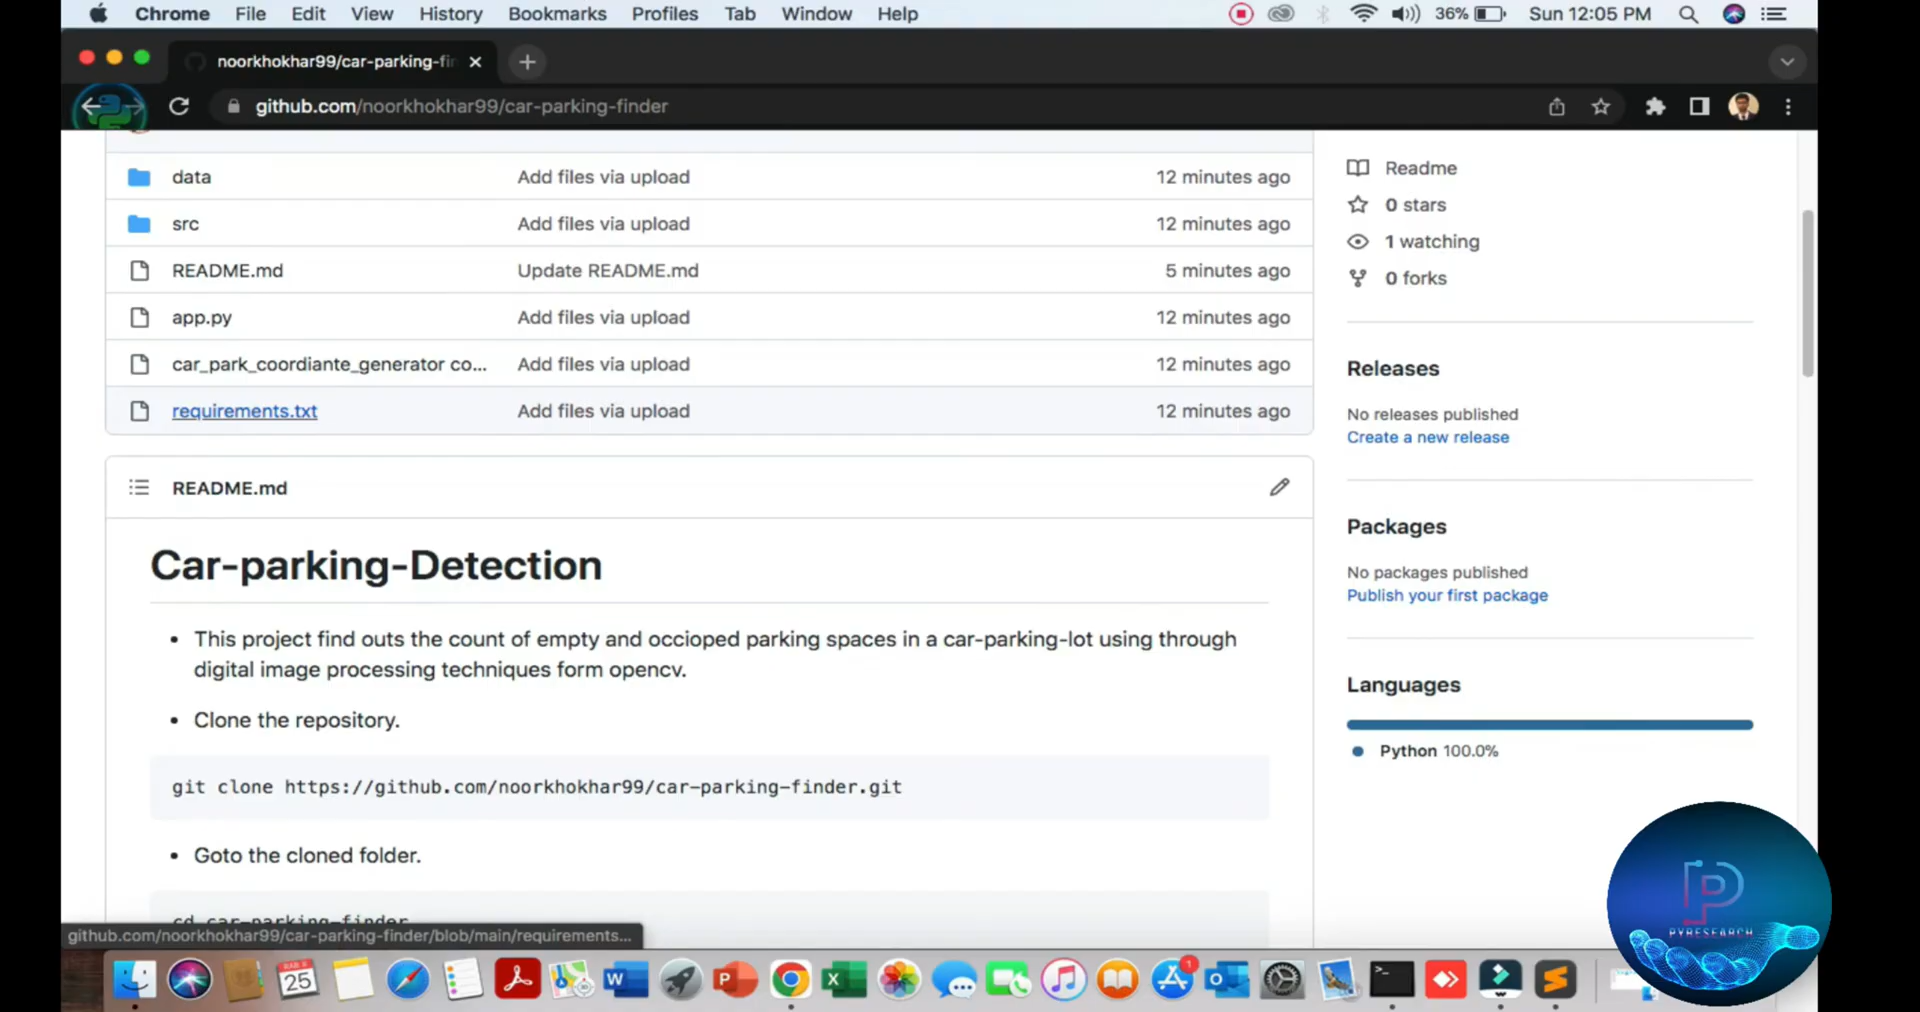 Chrome File Edit View History Bookmarks Profiles Tab Window Help 36% Sun 12:05 PM
noorkhokhar99/car-parking-fi
github.com/noorkhokhar99/car-parking-finder
data Add files via upload 12 minutes ago
src Add files via upload 12 minutes ago
README.md Update README.md 5 minutes ago
app.py Add files via upload 12 minutes ago
car_park_coordiante_generator co... Add files via upload 12 minutes ago
requirements.txt Add files via upload 12 minutes ago
Readme
0 stars
1 watching
0 forks
Releases
No releases published
Create a new release
Packages
No packages published
Publish your first package
Languages
Python 100.0%
README.md
Car-parking-Detection
• This project find outs the count of empty and occioped parking spaces in a car-parking-lot using through
digital image processing techniques form opencv.
• Clone the repository.
git clone https://github.com/noorkhokhar99/car-parking-finder.git
• Goto the cloned folder.
cd car-parking-finder
github.com/noorkhokhar99/car-parking-finder/blob/main/requirements...
25
1
P
PYRESEARCH